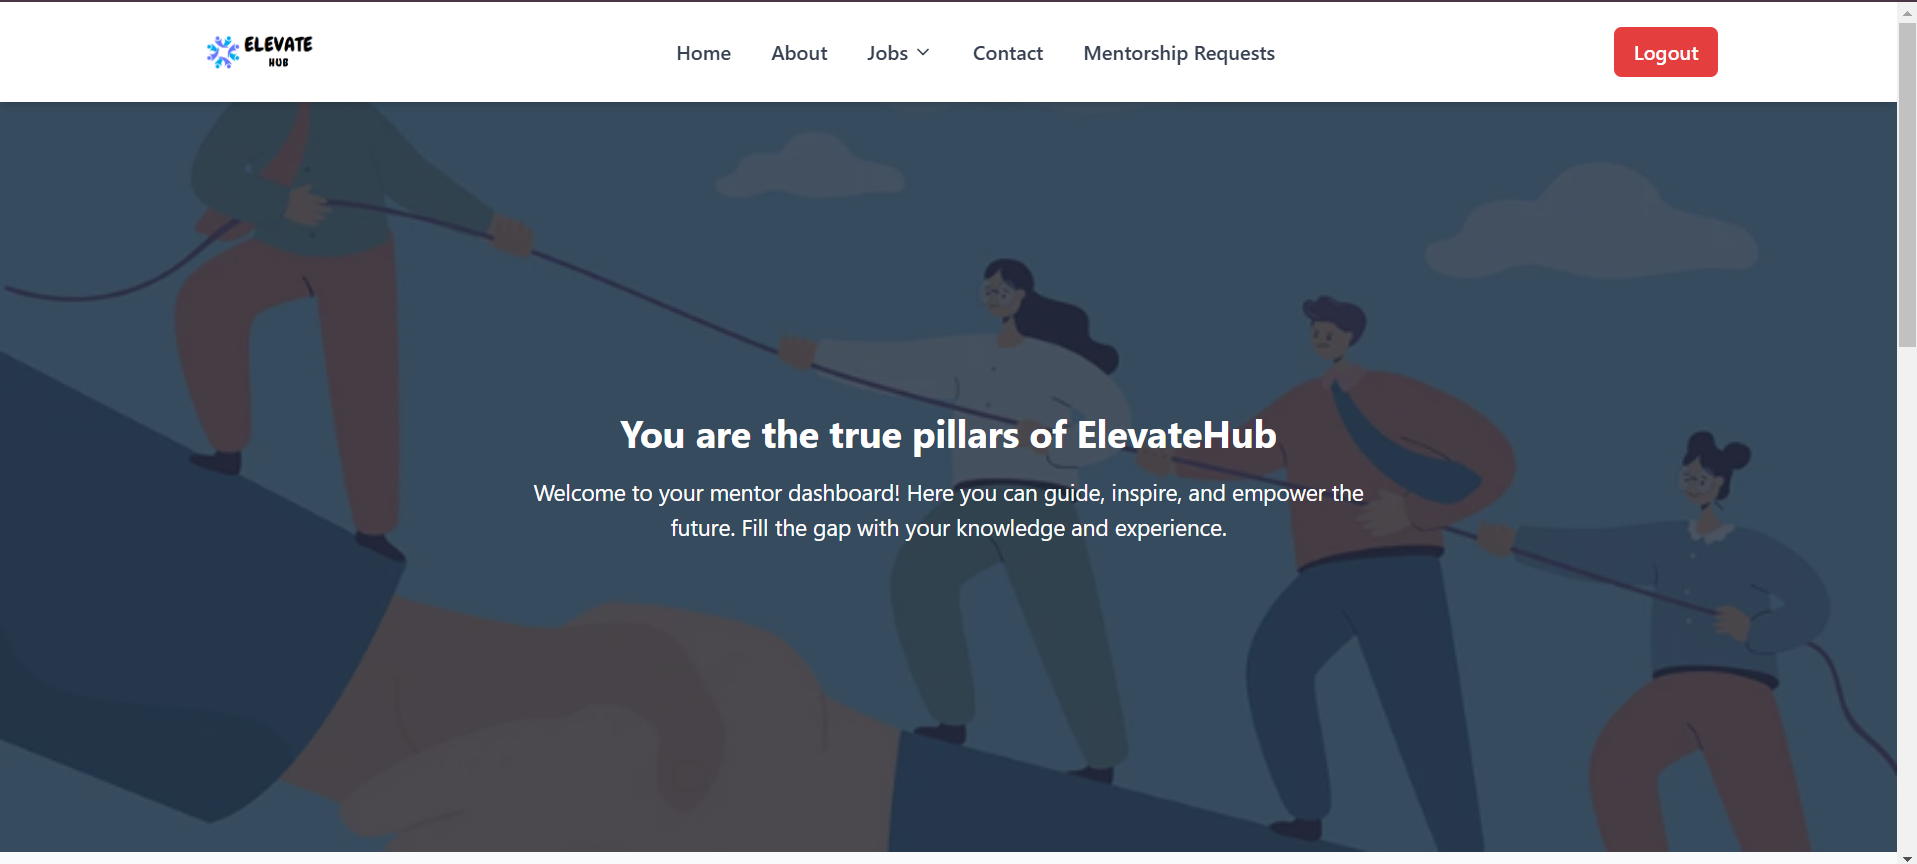 ELEVATE
HUB
Home About Jobs Contact Mentorship Requests Logout
You are the true pillars of ElevateHub
Welcome to your mentor dashboard! Here you can guide, inspire, and empower the
future. Fill the gap with your knowledge and experience.